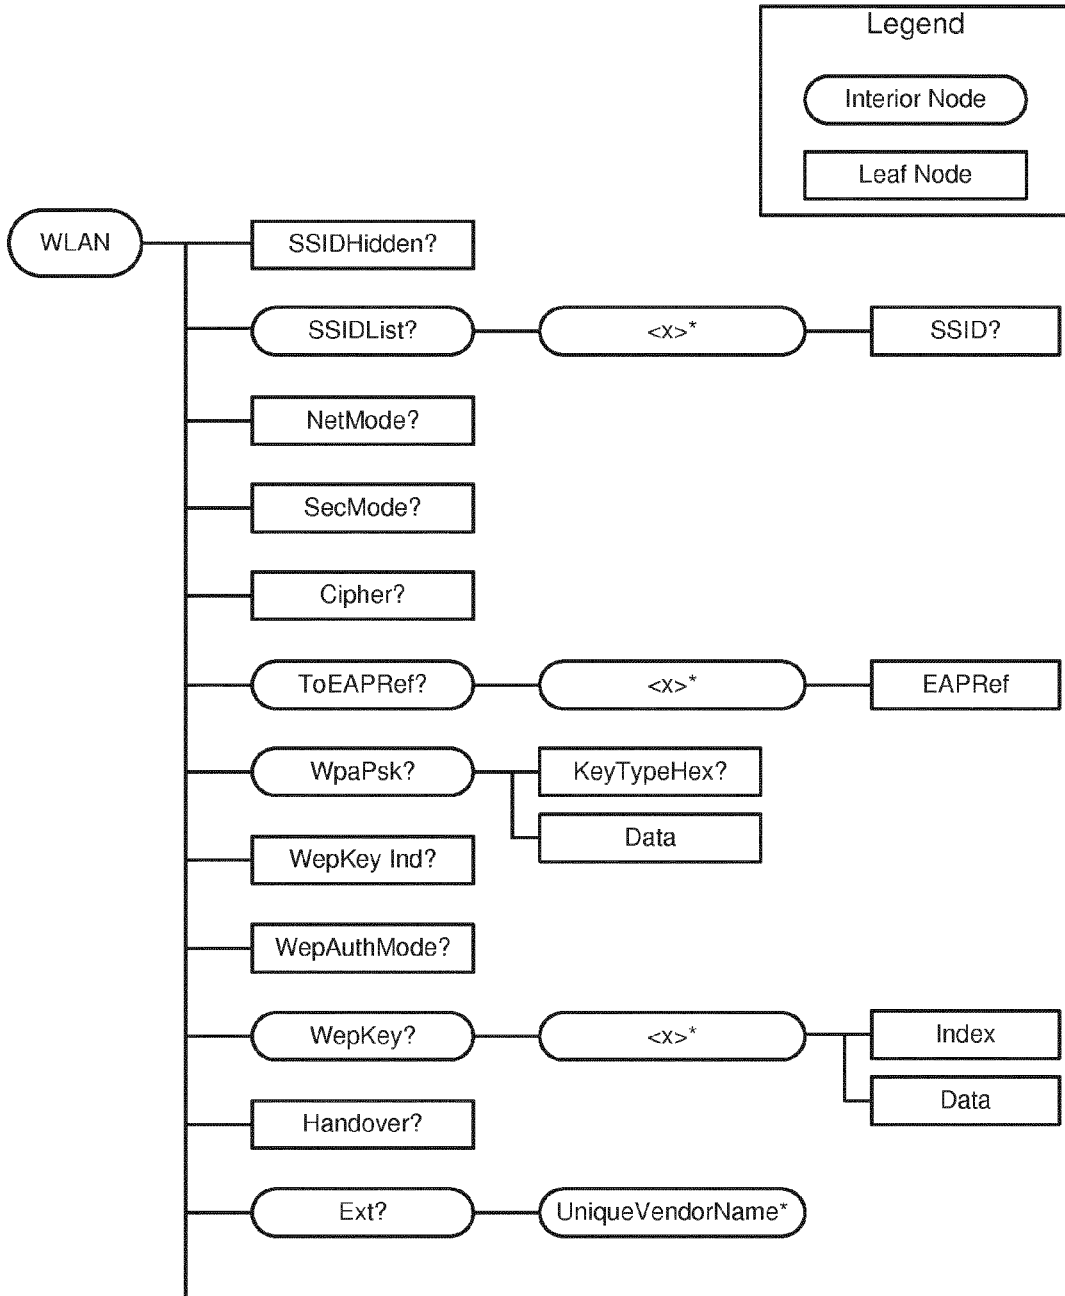 Legend
Interior Node
Leaf Node
WLAN
SSIDHidden?
SSIDList?
<x>*
SSID?
NetMode?
SecMode?
Cipher?
ToEAPRef?
<x>*
EAPRef
WpaPsk?
KeyTypeHex?
Data
WepKey Ind?
WepAuthMode?
WepKey?
<x>*
Index
Data
Handover?
Ext?
UniqueVendorName*